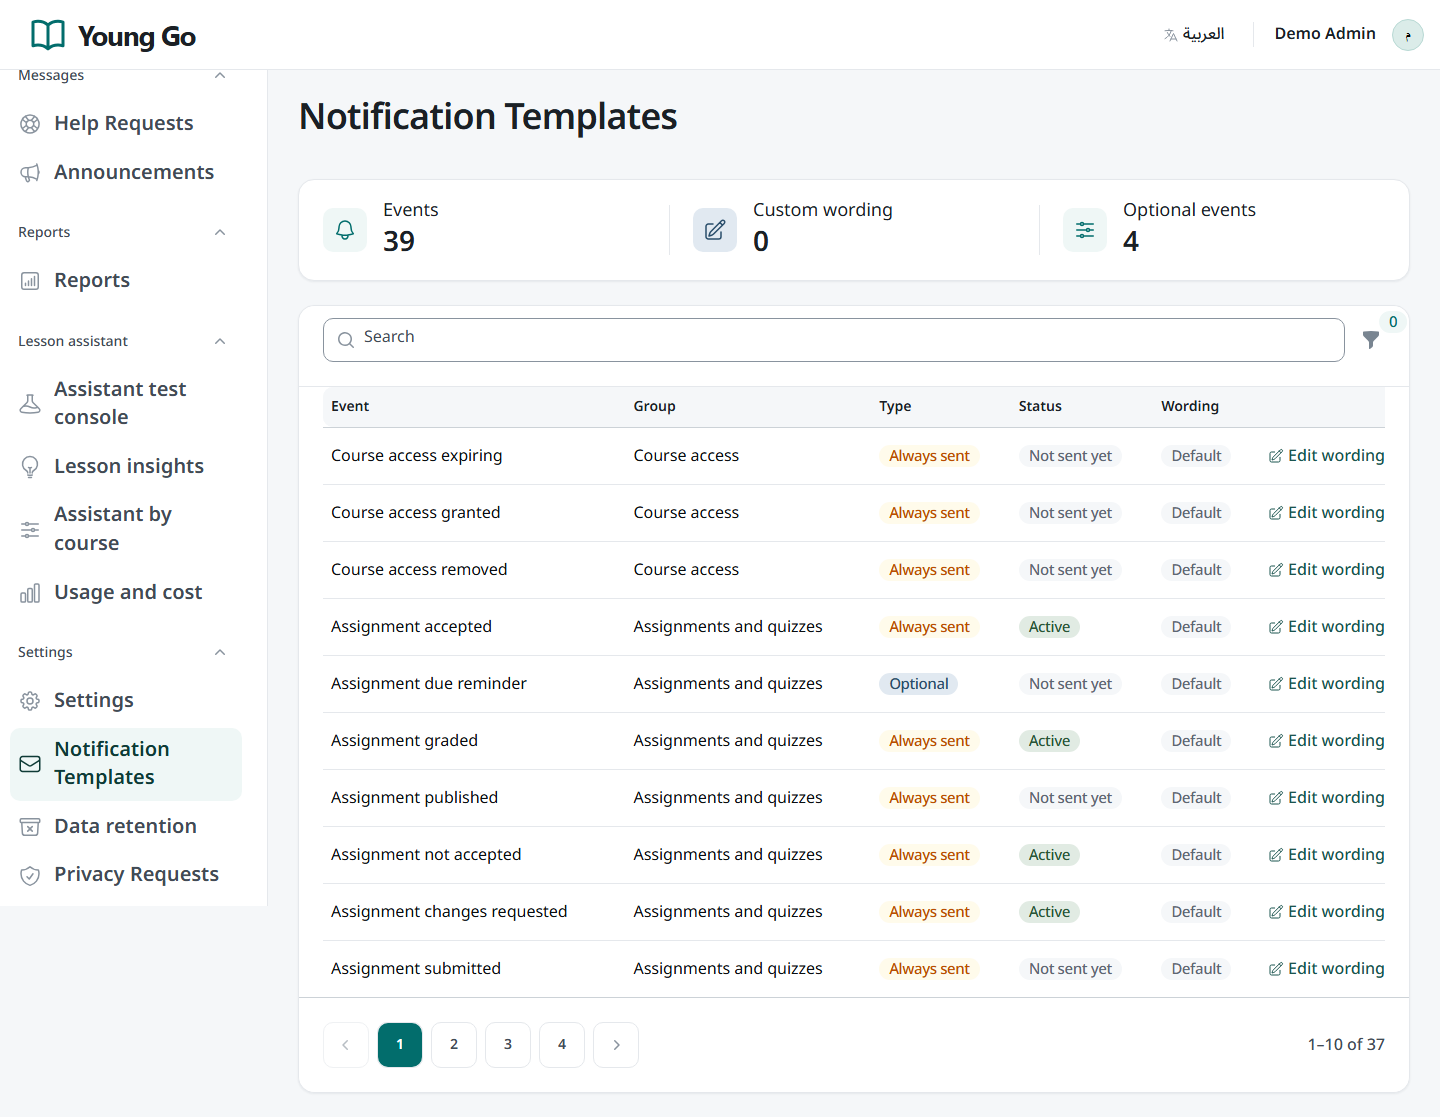 Young Go
العربية
Demo Admin
م
Messages
Help Requests
Announcements
Reports
Reports
Lesson assistant
Assistant test
console
Lesson insights
Assistant by
course
Usage and cost
Settings
Settings
Notification
Templates
Data retention
Privacy Requests
Notification Templates
Events
39
Custom wording
0
Optional events
4
Search
0
Event Group Type Status Wording
Course access expiring Course access Always sent Not sent yet Default Edit wording
Course access granted Course access Always sent Not sent yet Default Edit wording
Course access removed Course access Always sent Not sent yet Default Edit wording
Assignment accepted Assignments and quizzes Always sent Active Default Edit wording
Assignment due reminder Assignments and quizzes Optional Not sent yet Default Edit wording
Assignment graded Assignments and quizzes Always sent Active Default Edit wording
Assignment published Assignments and quizzes Always sent Not sent yet Default Edit wording
Assignment not accepted Assignments and quizzes Always sent Active Default Edit wording
Assignment changes requested Assignments and quizzes Always sent Active Default Edit wording
Assignment submitted Assignments and quizzes Always sent Not sent yet Default Edit wording
1 2 3 4
1–10 of 37